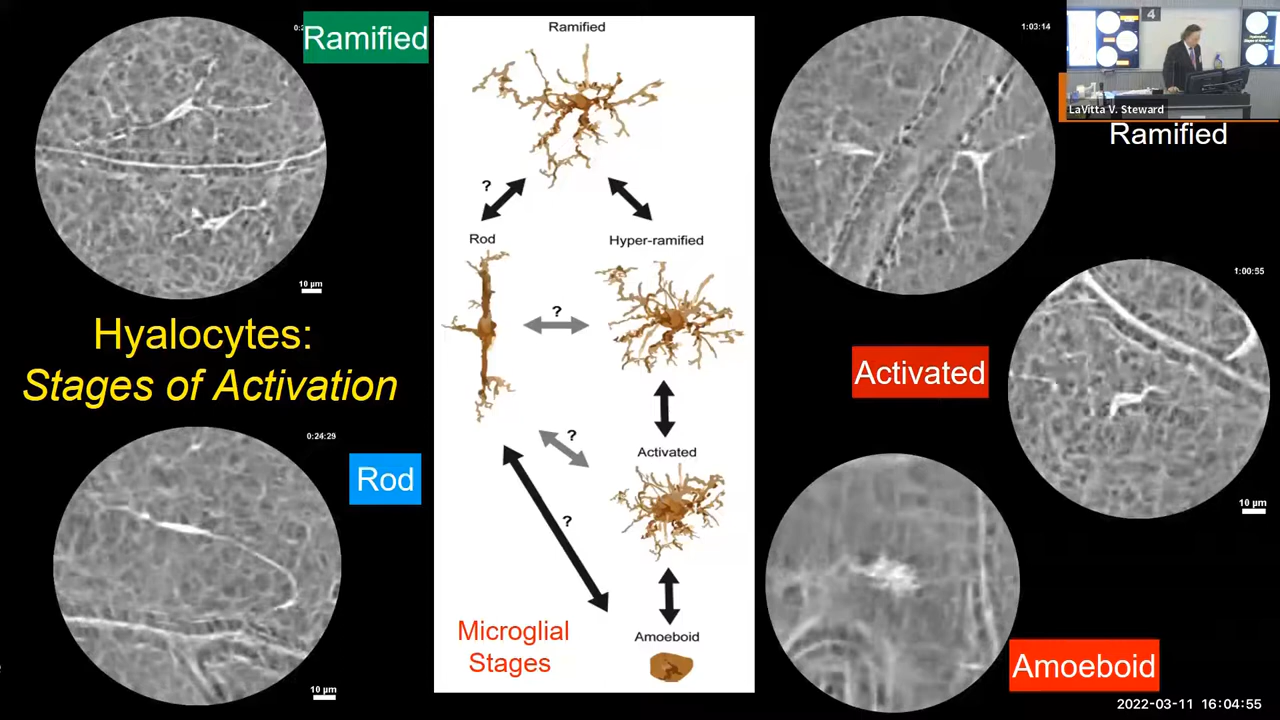 Ramified
10 µm
Hyalocytes:
Stages of Activation
0:24:29
Rod
10 µm
Ramified
?
Rod
Hyper-ramified
?
?
Activated
?
Microglial
Stages
Amoeboid
1:03:14
4
LaVitta V. Steward
Ramified
1:00:55
Activated
10 µm
Amoeboid
2022-03-11 16:04:55